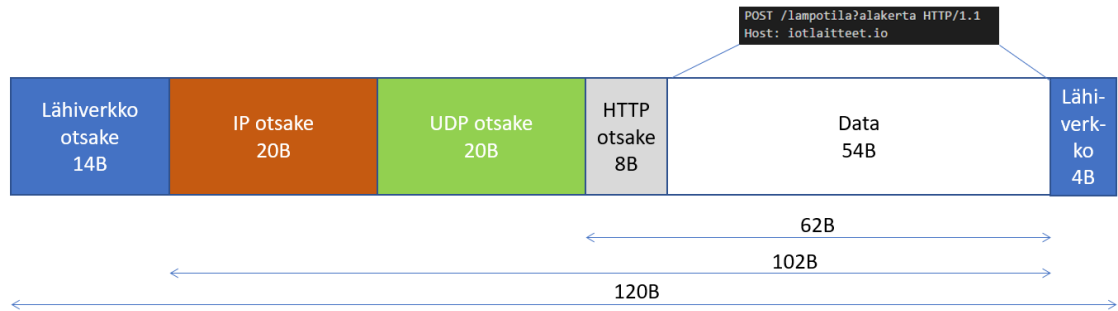 POST /lampotila?alakerta HTTP/1.1
Host: iotlaitteet.io
Lähiverkko
otsake
14B
IP otsake
20B
UDP otsake
20B
HTTP
otsake
8B
Data
54B
Lähi-
verk-
ko
4B
62B
102B
120B